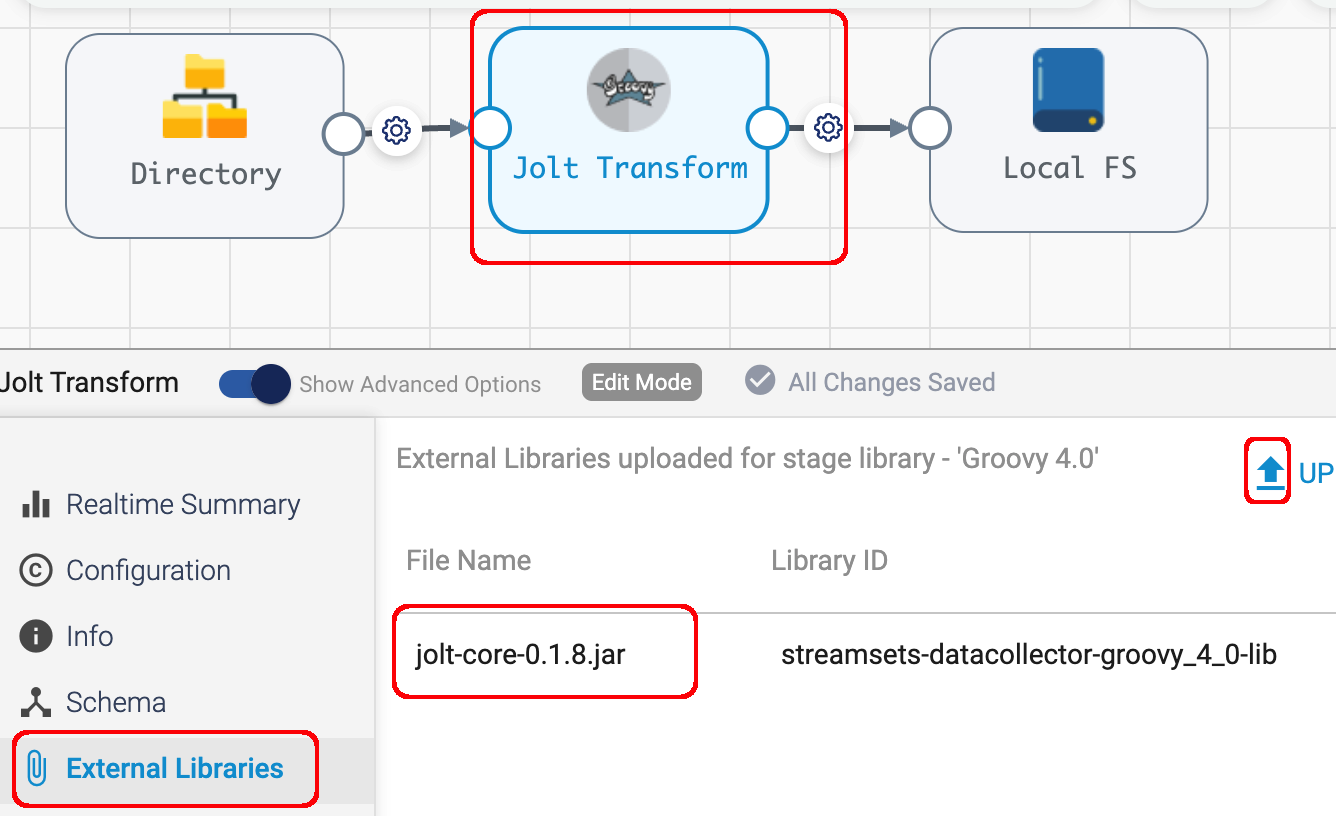 Groovy
Directory
Jolt Transform
Local FS
Jolt Transform
Show Advanced Options
Edit Mode
All Changes Saved
External Libraries uploaded for stage library - 'Groovy 4.0'
UP
Realtime Summary
Configuration
Info
Schema
External Libraries
File Name
Library ID
jolt-core-0.1.8.jar
streamsets-datacollector-groovy_4_0-lib